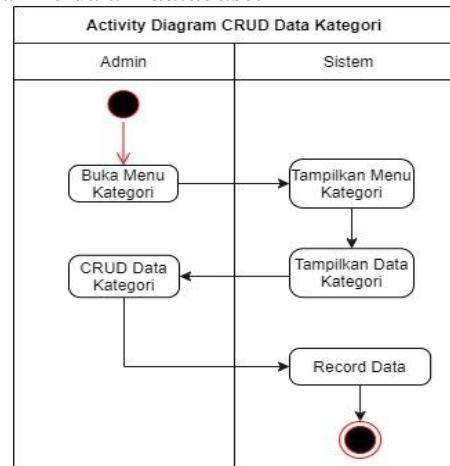 Activity Diagram CRUD Data Kategori
Admin
Sistem
Buka Menu
Kategori
Tampilkan Menu
Kategori
CRUD Data
Kategori
Tampilkan Data
Kategori
Record Data